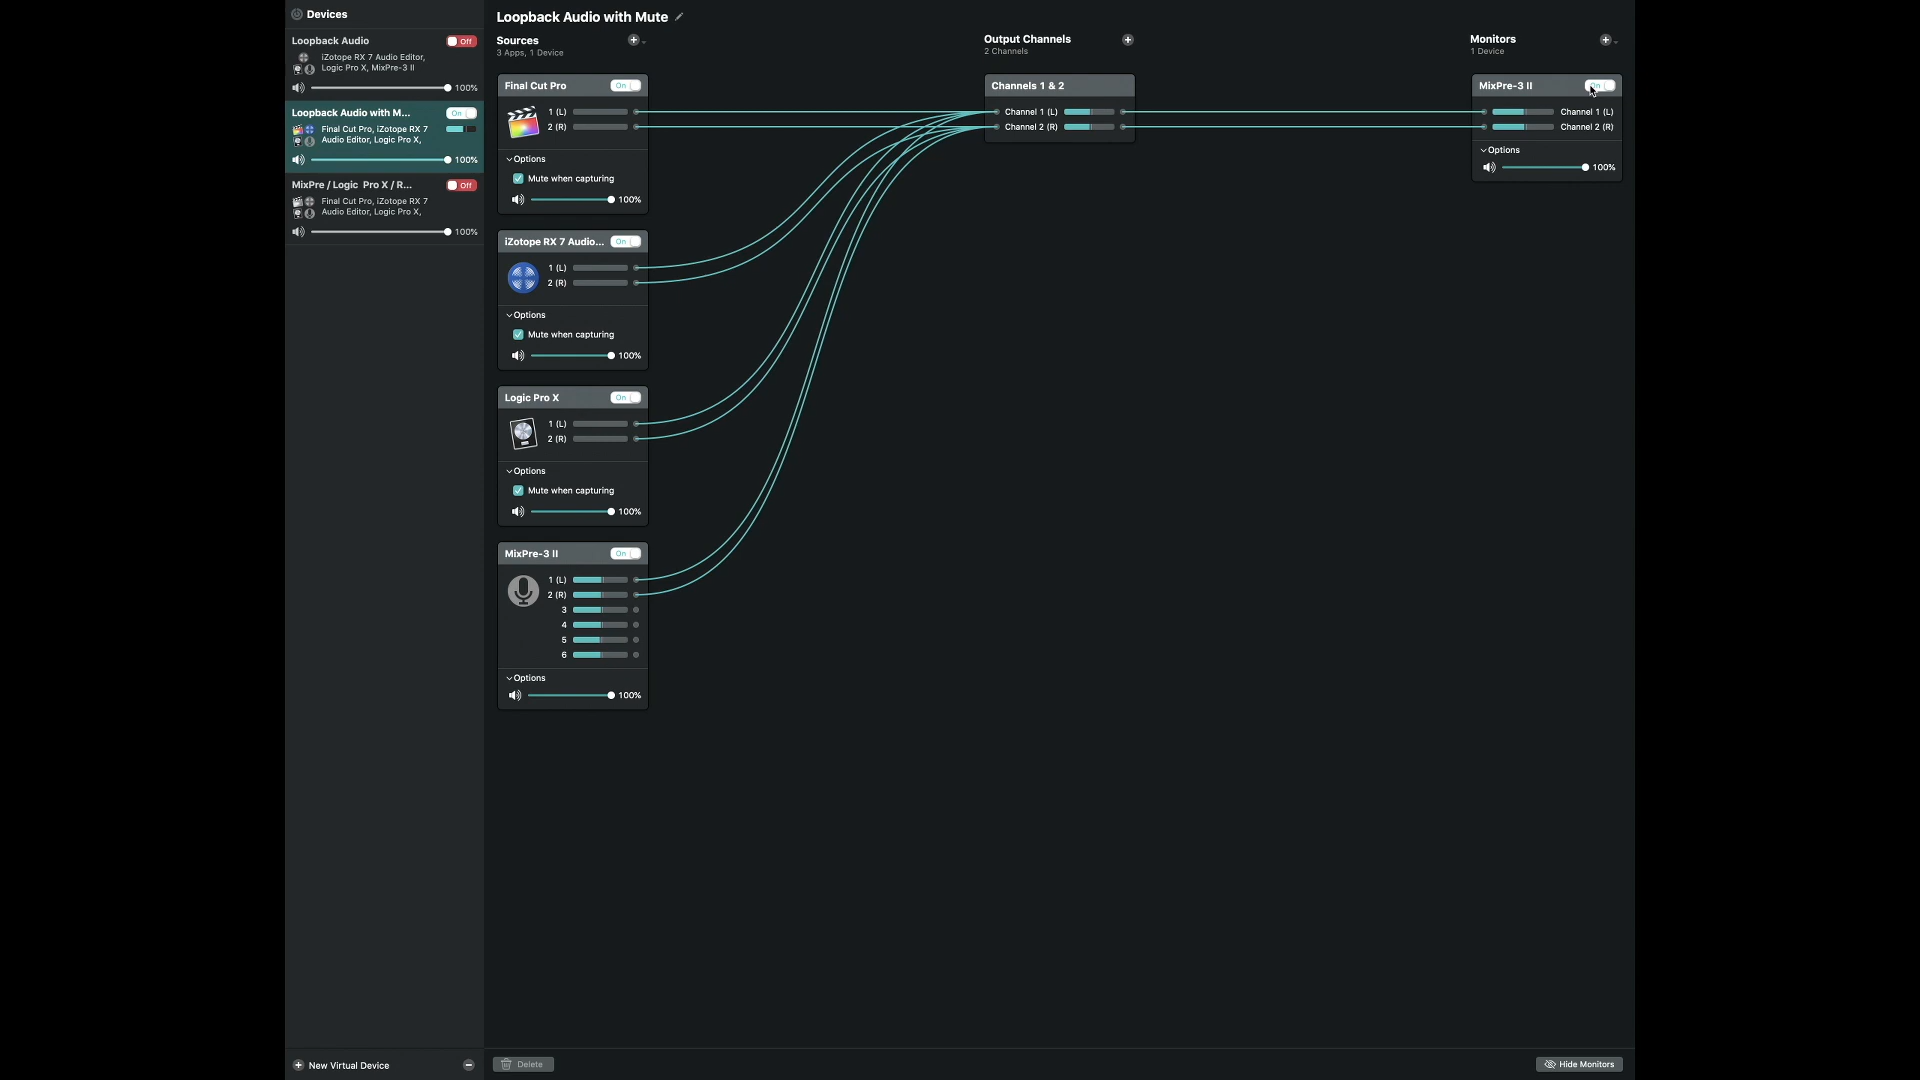 Devices
Loopback Audio
Off
iZotope RX 7 Audio Editor,
Logic Pro X, MixPre-3 II
100%
Loopback Audio with M...
On
Final Cut Pro, iZotope RX 7
Audio Editor, Logic Pro X,
100%
MixPre / Logic Pro X / R...
Off
Final Cut Pro, iZotope RX 7
Audio Editor, Logic Pro X,
100%
New Virtual Device
Loopback Audio with Mute
Sources
3 Apps, 1 Device
Final Cut Pro
On
1 (L)
2 (R)
Options
Mute when capturing
100%
iZotope RX 7 Audio...
On
1 (L)
2 (R)
Options
Mute when capturing
100%
Logic Pro X
On
1 (L)
2 (R)
Options
Mute when capturing
100%
MixPre-3 II
On
1 (L)
2 (R)
3
4
5
6
Options
100%
Delete
Output Channels
2 Channels
Channels 1 & 2
Channel 1 (L)
Channel 2 (R)
Monitors
1 Device
MixPre-3 II
On
Channel 1 (L)
Channel 2 (R)
Options
100%
Hide Monitors